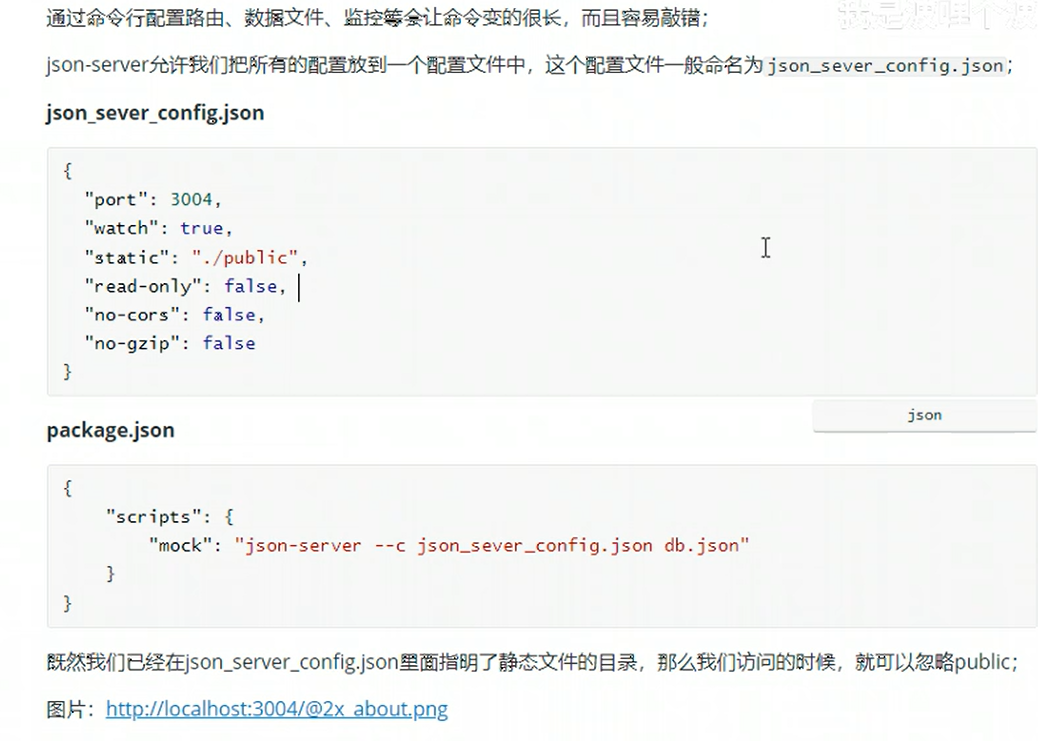 我是波哩个波
通过命令行配置路由、数据文件、监控等会让命令变的很长，而且容易敲错；
json-server允许我们把所有的配置放到一个配置文件中，这个配置文件一般命名为json_sever_config.json；
json_sever_config.json
{
"port": 3004,
"watch": true,
"static": "./public",
"read-only": false,
"no-cors": false,
"no-gzip": false
}
json
package.json
{
"scripts": {
"mock": "json-server --c json_sever_config.json db.json"
}
}
既然我们已经在json_server_config.json里面指明了静态文件的目录，那么我们访问的时候，就可以忽略public；
图片：http://localhost:3004/@2x_about.png